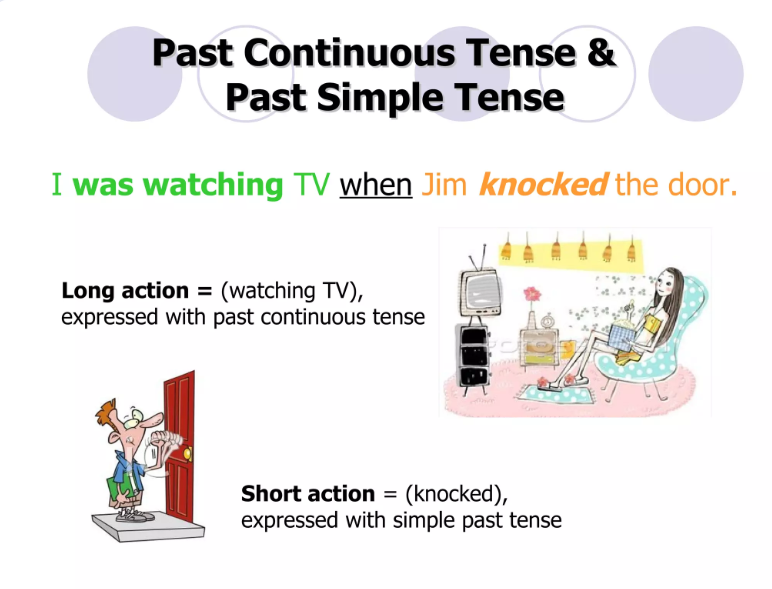 Past Continuous Tense &
Past Simple Tense
I was watching TV when Jim knocked the door.
Long action = (watching TV),
expressed with past continuous tense
Short action = (knocked),
expressed with simple past tense